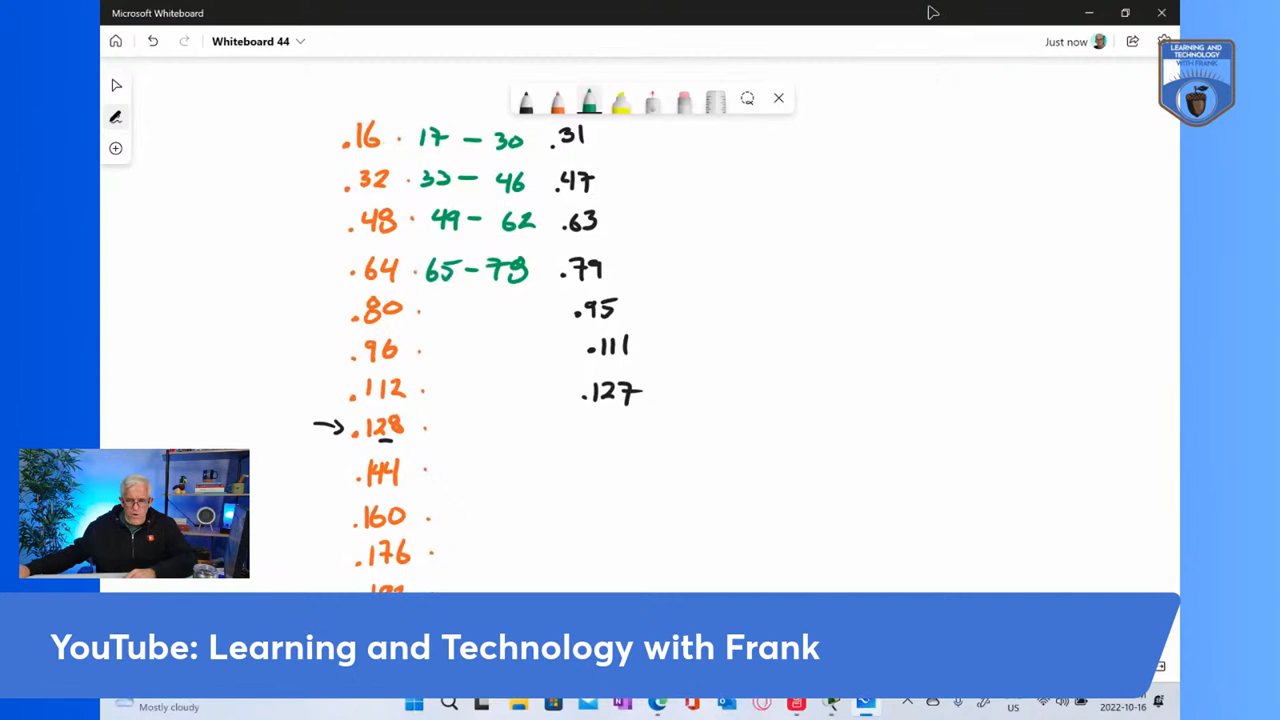 Microsoft Whiteboard
Whiteboard 44
Just now
LEARNING AND
TECHNOLOGY
WITH FRANK
.16 · 17 - 30 .31
.32 · 33 - 46 .47
.48 · 49 - 62 .63
.64 · 65 - 78 .79
.80 · .95
.96 · .111
.112 · .127
→ .128 ·
.144 ·
.160 ·
.176 ·
YouTube: Learning and Technology with Frank
Mostly cloudy
US
2022-10-16